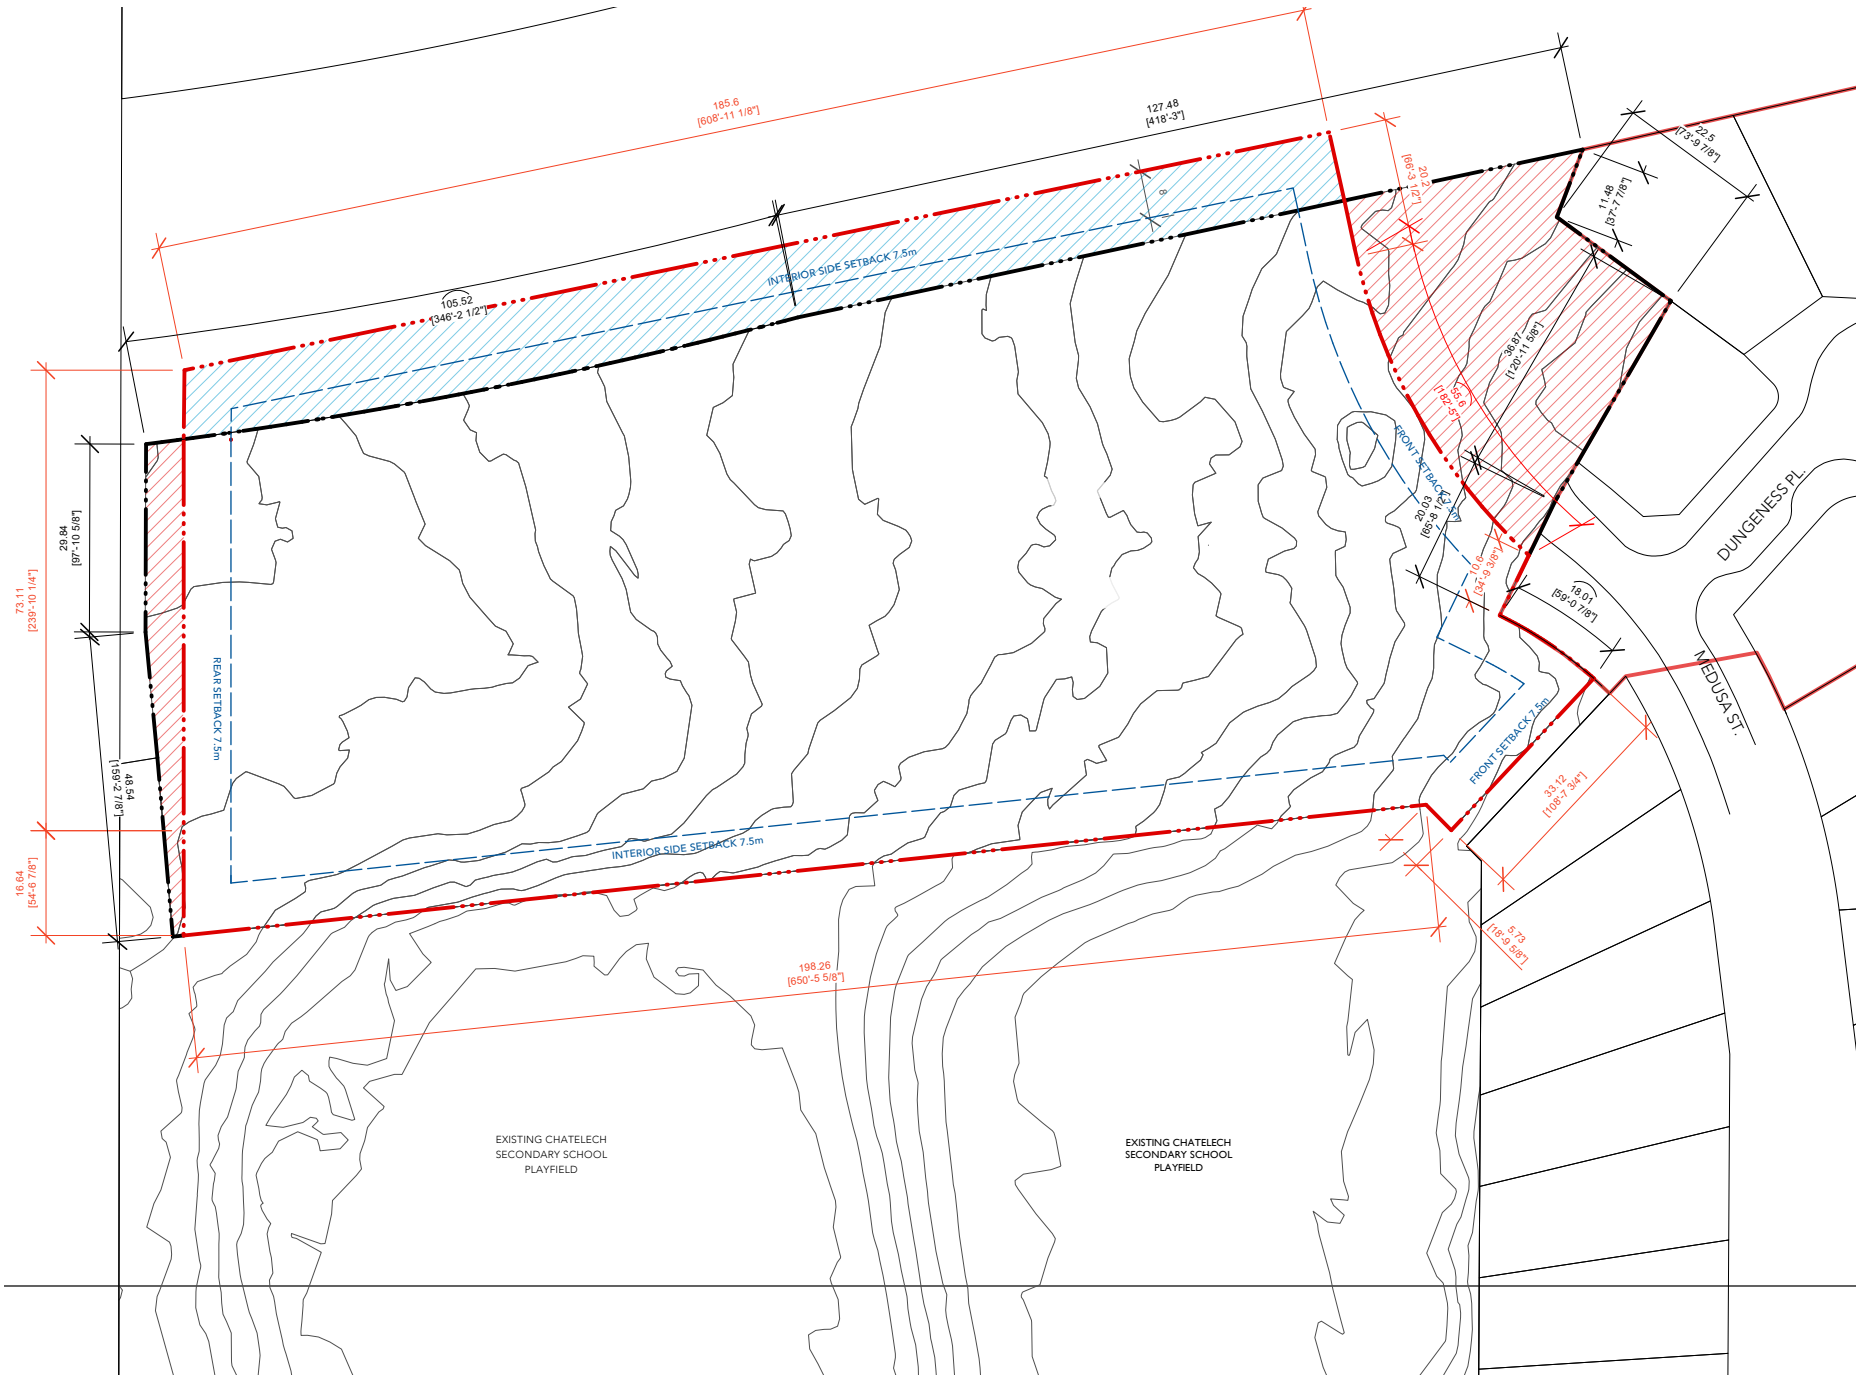 185.6
[608'-11 1/8"]
127.48
[418'-3"]
22.5
[73'-9 7/8"]
20.2
[66'-3 1/2"]
11.48
[37'-7 7/8"]
8
INTERIOR SIDE SETBACK 7.5m
105.52
[346'-2 1/2"]
36.87
[120'-11 5/8"]
55.6
[182'-5"]
FRONT SETBACK 7.5m
20.03
[65'-8 1/2"]
DUNGENESS PL.
29.84
[97'-10 5/8"]
73.11
[239'-10 1/4"]
10.6
[34'-9 3/8"]
18.01
[59'-0 7/8"]
REAR SETBACK 7.5m
MEDUSA ST.
FRONT SETBACK 7.5m
48.54
[159'-2 7/8"]
33.12
[108'-7 3/4"]
INTERIOR SIDE SETBACK 7.5m
16.64
[54'-6 7/8"]
5.73
[18'-9 5/8"]
198.26
[650'-5 5/8"]
EXISTING CHATELECH
SECONDARY SCHOOL
PLAYFIELD
EXISTING CHATELECH
SECONDARY SCHOOL
PLAYFIELD